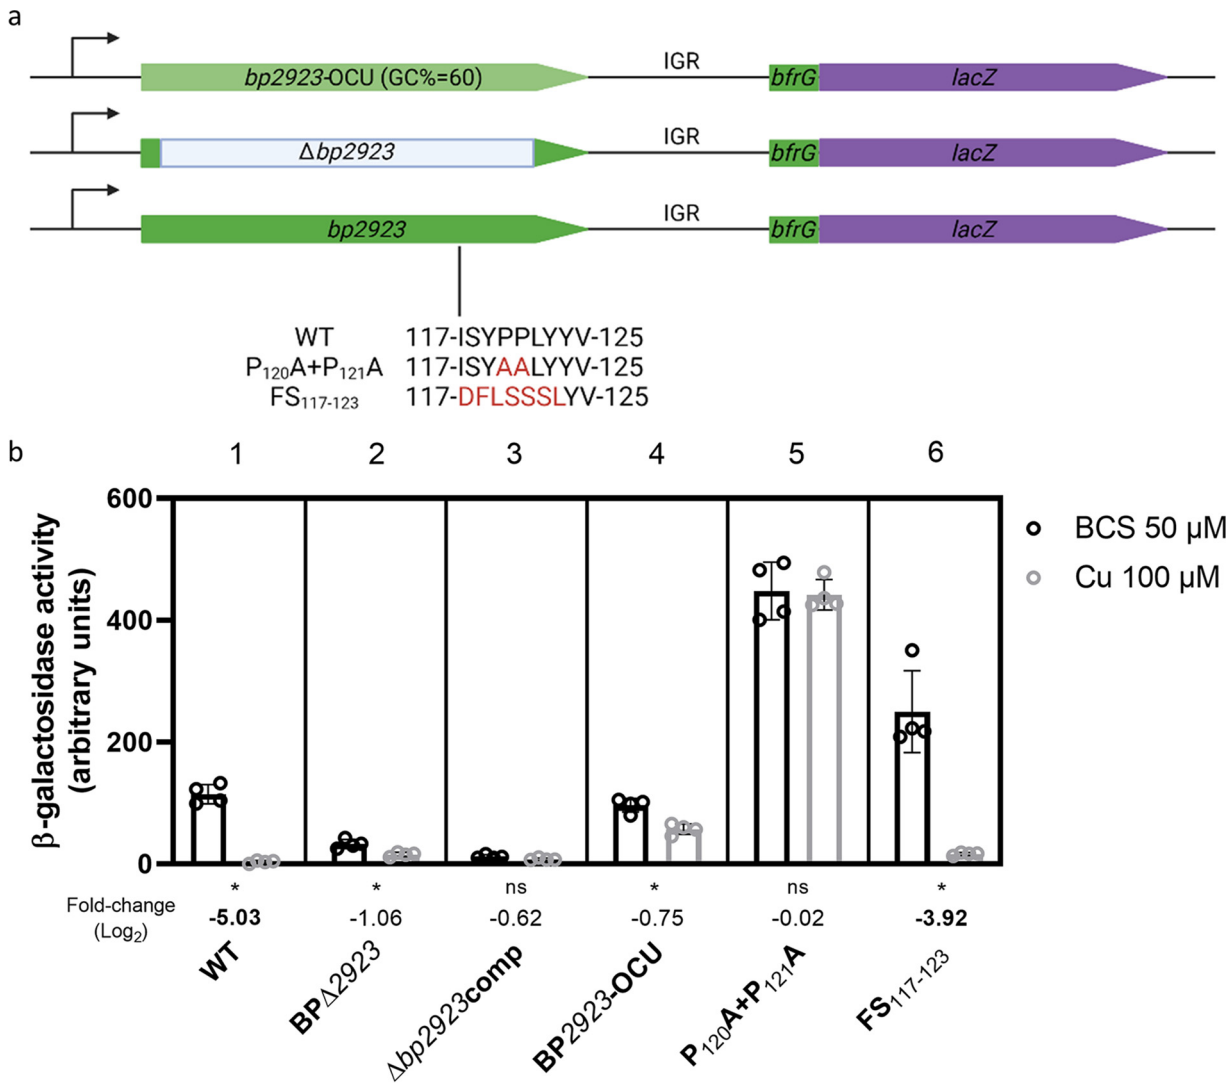 a
bp2923-OCU (GC%=60) IGR bfrG lacZ
Δbp2923 IGR bfrG lacZ
bp2923 IGR bfrG lacZ
WT 117-ISYPPLYYV-125
P120A+P121A 117-ISYAALYYV-125
FS117-123 117-DFLSSSLYV-125
b
1 2 3 4 5 6
β-galactosidase activity
(arbitrary units)
600
400
200
0
BCS 50 μM
Cu 100 μM
* * ns * ns *
Fold-change
(Log2)
-5.03 -1.06 -0.62 -0.75 -0.02 -3.92
WT
BPΔ2923
Δbp2923comp
BP2923-OCU
P120A+P121A
FS117-123